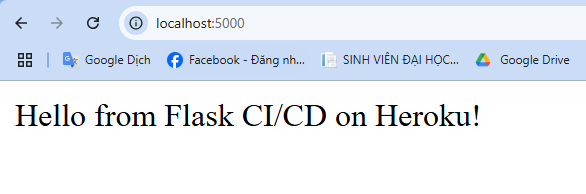 localhost:5000
Google Dịch
Facebook - Đăng nh...
SINH VIÊN ĐẠI HỌC...
Google Drive
Hello from Flask CI/CD on Heroku!